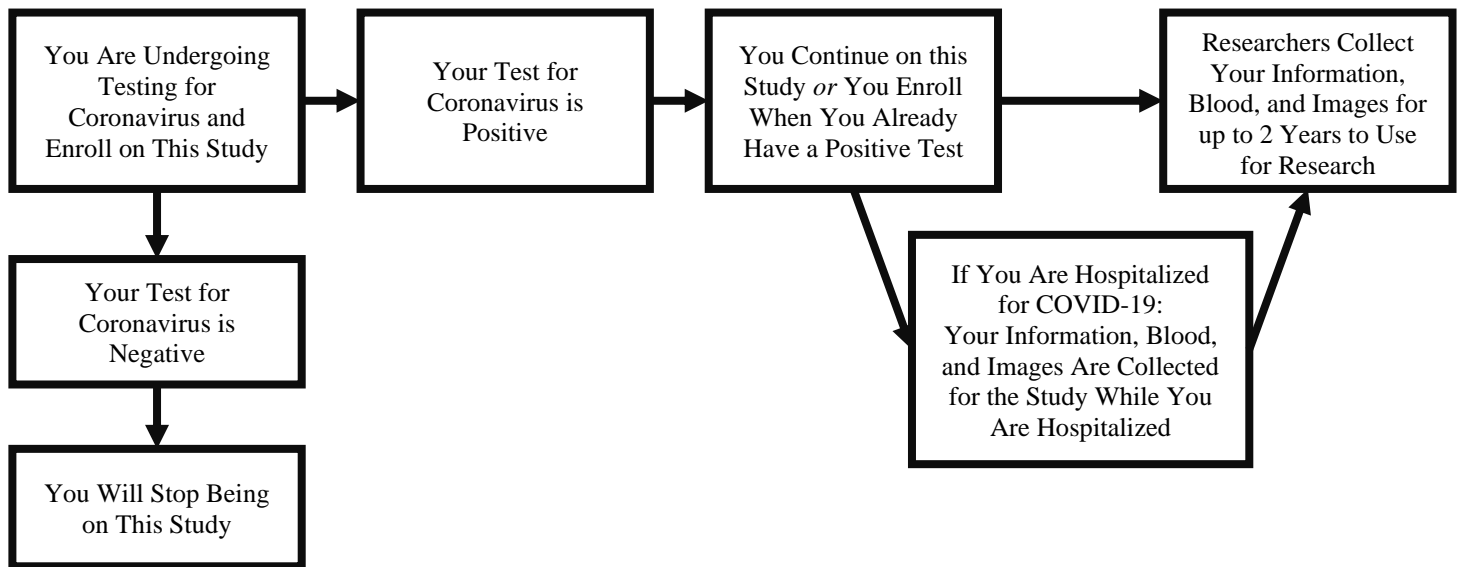 You Are Undergoing
Testing for
Coronavirus and
Enroll on This Study
Your Test for
Coronavirus is
Positive
You Continue on this
Study or You Enroll
When You Already
Have a Positive Test
Researchers Collect
Your Information,
Blood, and Images for
up to 2 Years to Use
for Research
Your Test for
Coronavirus is
Negative
If You Are Hospitalized
for COVID-19:
Your Information, Blood,
and Images Are Collected
for the Study While You
Are Hospitalized
You Will Stop Being
on This Study